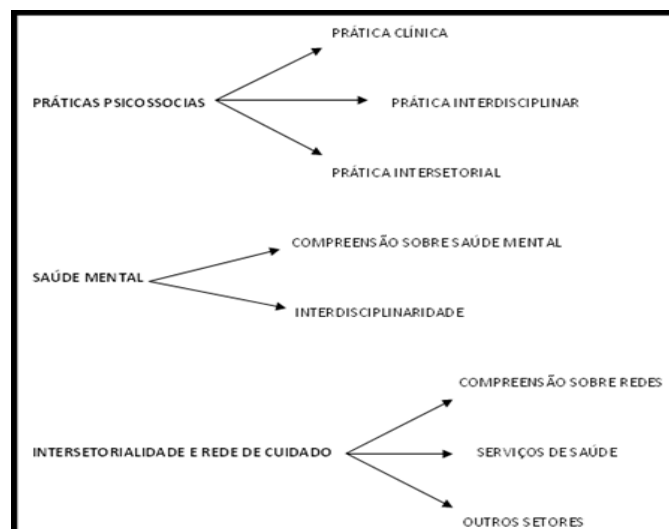 PRÁTICA CLÍNICA
PRÁTICAS PSICOSSOCIAS
PRÁTICA INTERDISCIPLINAR
PRÁTICA INTERSETORIAL
COMPREENSÃO SOBRE SAÚDE MENTAL
SAÚDE MENTAL
INTERDISCIPLINARIDADE
COMPREENSÃO SOBRE REDES
INTERSETORIALIDADE E REDE DE CUIDADO
SERVIÇOS DE SAÚDE
OUTROS SETORES